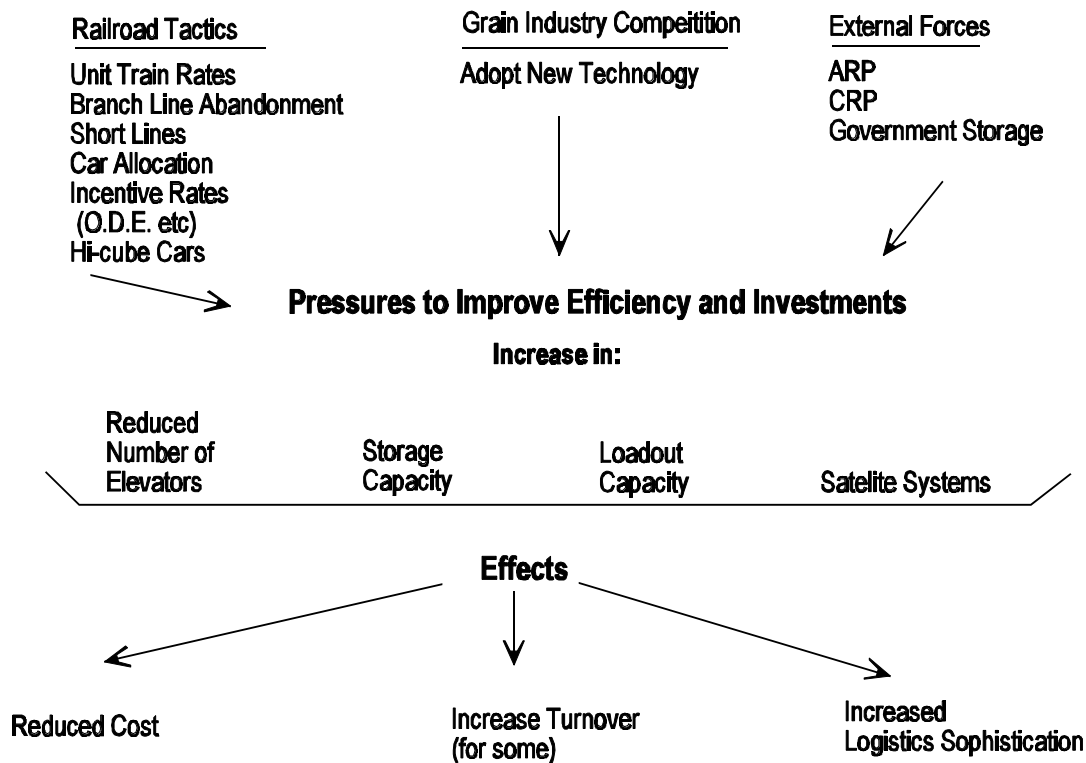 Railroad Tactics
Unit Train Rates
Branch Line Abandonment
Short Lines
Car Allocation
Incentive Rates
(O.D.E. etc)
Hi-cube Cars
Grain Industry Compeitition
Adopt New Technology
External Forces
ARP
CRP
Government Storage
Pressures to Improve Efficiency and Investments
Increase in:
Reduced
Number of
Elevators
Storage
Capacity
Loadout
Capacity
Satelite Systems
Effects
Reduced Cost
Increase Turnover
(for some)
Increased
Logistics Sophistication